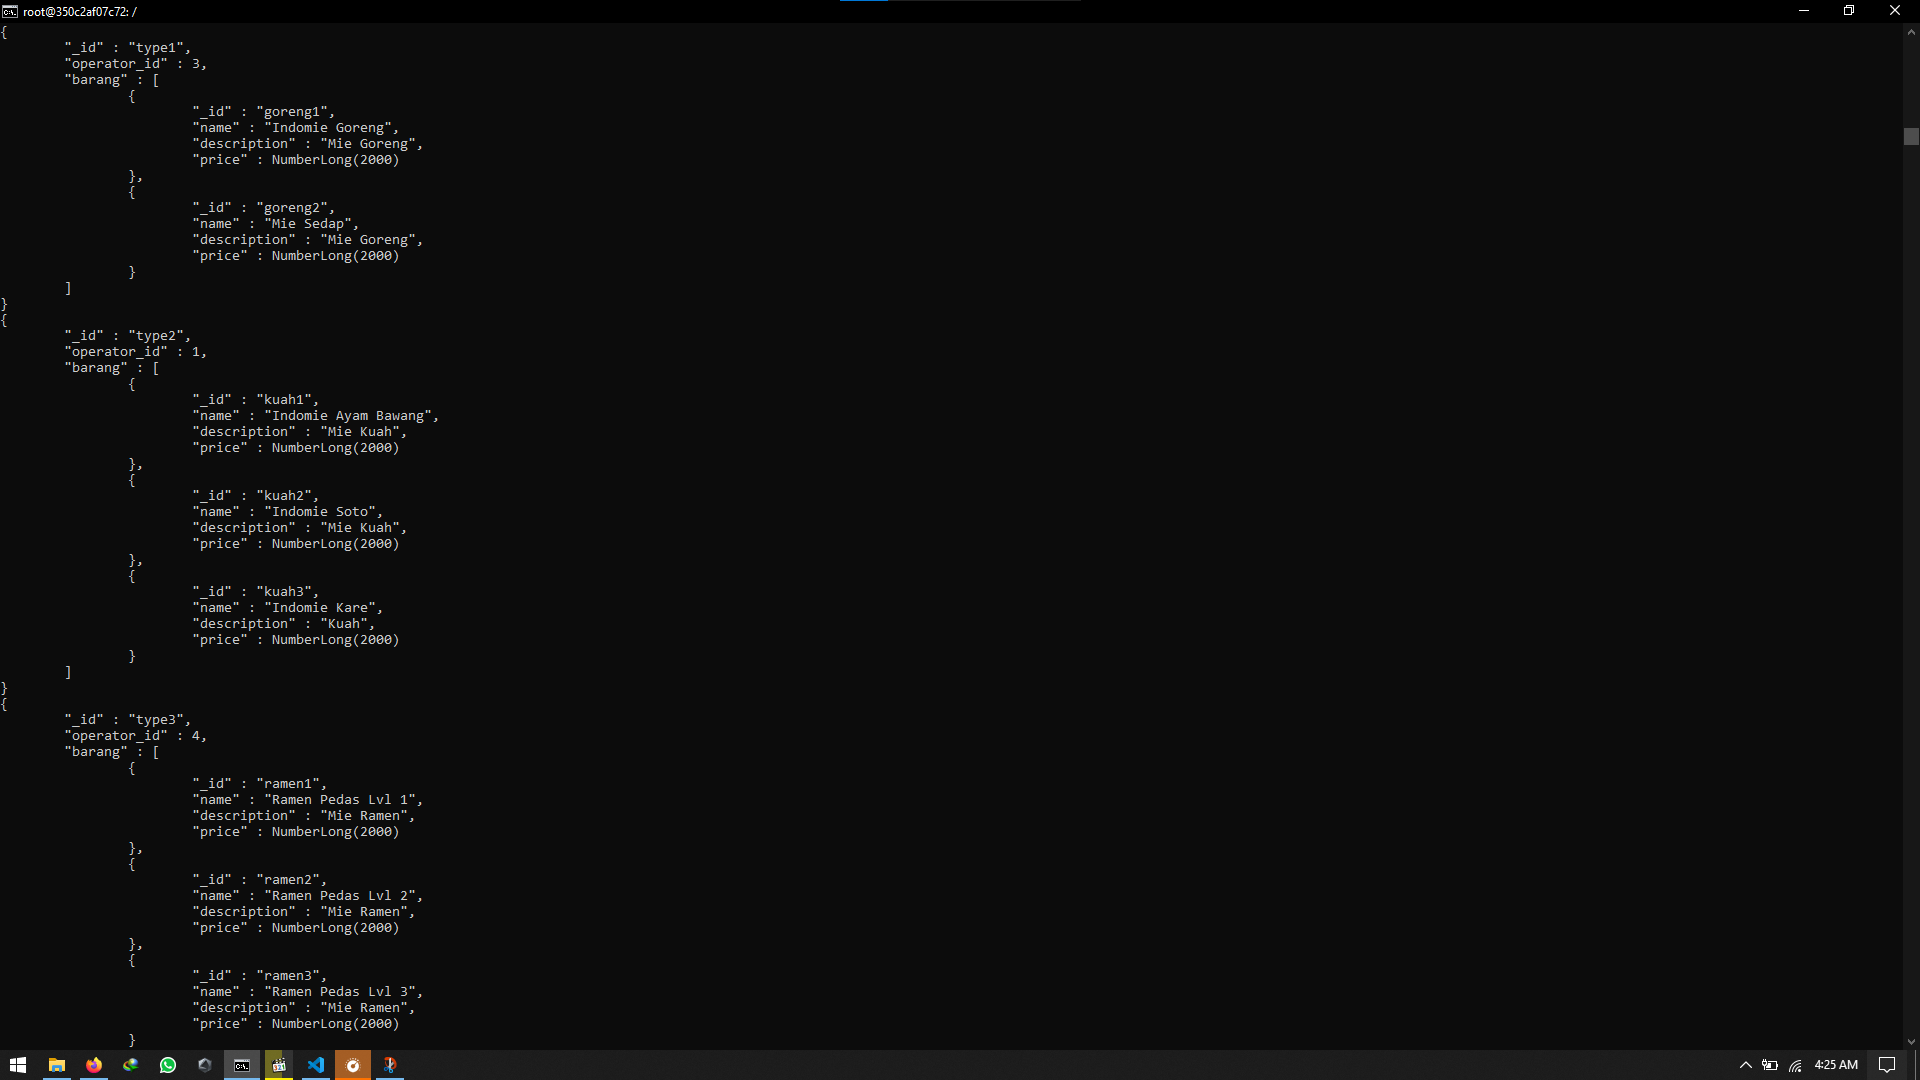 root@350c2af07c72: /
{
        "_id" : "type1",
        "operator_id" : 3,
        "barang" : [
                {
                        "_id" : "goreng1",
                        "name" : "Indomie Goreng",
                        "description" : "Mie Goreng",
                        "price" : NumberLong(2000)
                },
                {
                        "_id" : "goreng2",
                        "name" : "Mie Sedap",
                        "description" : "Mie Goreng",
                        "price" : NumberLong(2000)
                }
        ]
}
{
        "_id" : "type2",
        "operator_id" : 1,
        "barang" : [
                {
                        "_id" : "kuah1",
                        "name" : "Indomie Ayam Bawang",
                        "description" : "Mie Kuah",
                        "price" : NumberLong(2000)
                },
                {
                        "_id" : "kuah2",
                        "name" : "Indomie Soto",
                        "description" : "Mie Kuah",
                        "price" : NumberLong(2000)
                },
                {
                        "_id" : "kuah3",
                        "name" : "Indomie Kare",
                        "description" : "Kuah",
                        "price" : NumberLong(2000)
                }
        ]
}
{
        "_id" : "type3",
        "operator_id" : 4,
        "barang" : [
                {
                        "_id" : "ramen1",
                        "name" : "Ramen Pedas Lvl 1",
                        "description" : "Mie Ramen",
                        "price" : NumberLong(2000)
                },
                {
                        "_id" : "ramen2",
                        "name" : "Ramen Pedas Lvl 2",
                        "description" : "Mie Ramen",
                        "price" : NumberLong(2000)
                },
                {
                        "_id" : "ramen3",
                        "name" : "Ramen Pedas Lvl 3",
                        "description" : "Mie Ramen",
                        "price" : NumberLong(2000)
                }
4:25 AM